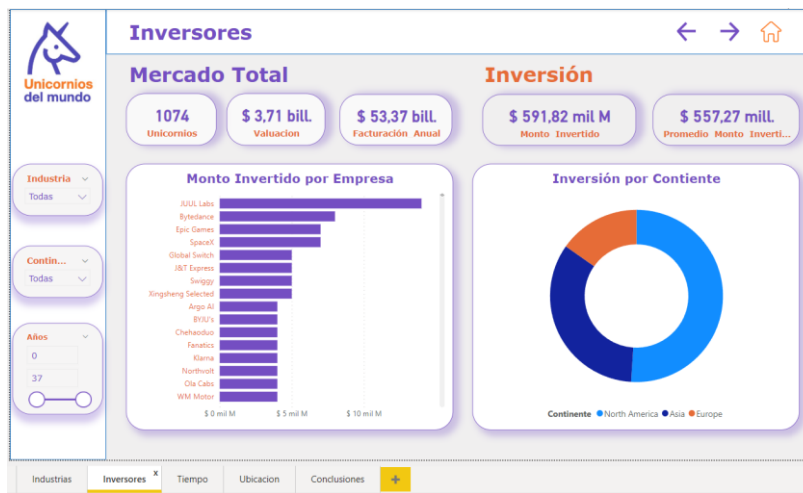 Unicornios
del mundo
Inversores
Mercado Total
Inversión
1074
Unicornios
$ 3,71 bill.
Valuacion
$ 53,37 bill.
Facturación Anual
$ 591,82 mil M
Monto Invertido
$ 557,27 mill.
Promedio Monto Inverti...
Industria
Todas
Contin...
Todas
Años
0
37
Monto Invertido por Empresa
JUUL Labs
Bytedance
Epic Games
SpaceX
Global Switch
J&T Express
Swiggy
Xingsheng Selected
Argo AI
BYJU's
Chehaoduo
Fanatics
Klarna
Northvolt
Ola Cabs
WM Motor
$ 0 mil M
$ 5 mil M
$ 10 mil M
Inversión por Contiente
Continente North America Asia Europe
Industrias
Inversores x
Tiempo
Ubicacion
Conclusiones
+